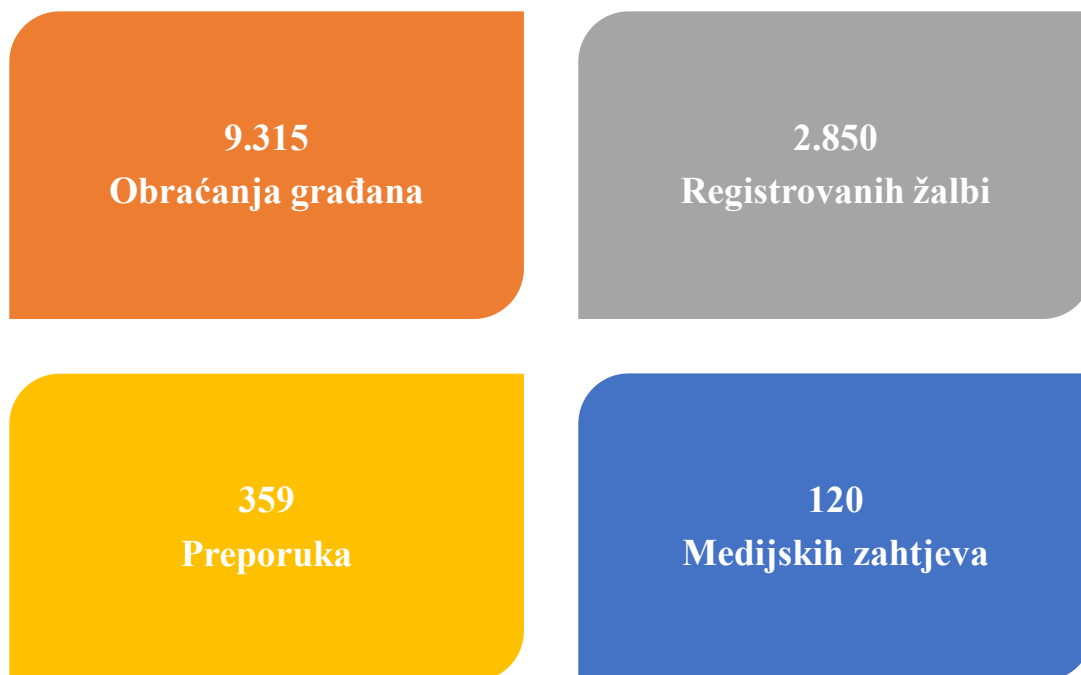 9.315
Obraćanja građana
2.850
Registrovanih žalbi
359
Preporuka
120
Medijskih zahtjeva